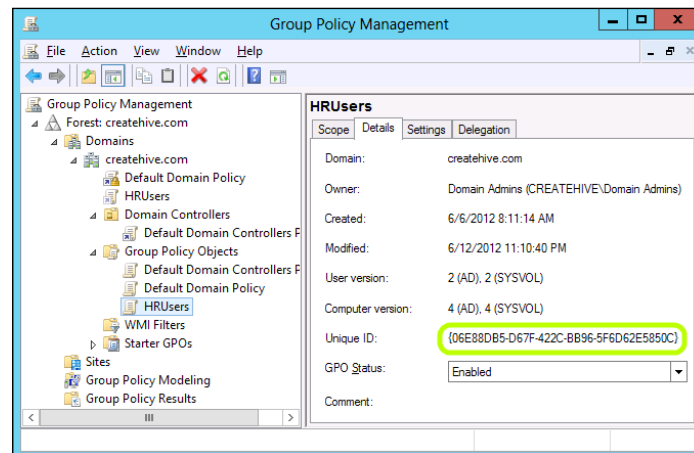 Group Policy Management
File Action View Window Help
Group Policy Management
Forest: createhive.com
Domains
createhive.com
Default Domain Policy
HRUsers
Domain Controllers
Default Domain Controllers P
Group Policy Objects
Default Domain Controllers P
Default Domain Policy
HRUsers
WMI Filters
Starter GPOs
Sites
Group Policy Modeling
Group Policy Results
HRUsers
Scope Details Settings Delegation
Domain: createhive.com
Owner: Domain Admins (CREATEHIVE\Domain Admins)
Created: 6/6/2012 8:11:14 AM
Modified: 6/12/2012 11:10:40 PM
User version: 2 (AD), 2 (SYSVOL)
Computer version: 4 (AD), 4 (SYSVOL)
Unique ID: {06E88DB5-D67F-422C-BB96-5F6D62E5850C}
GPO Status: Enabled
Comment: